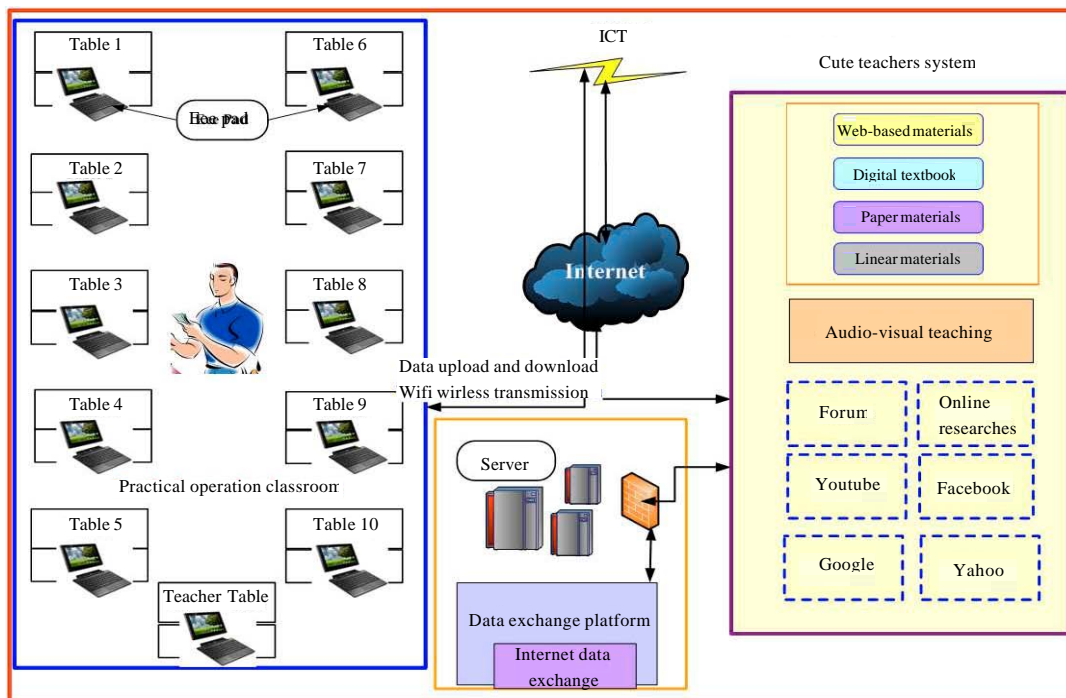 Table 1
Table 6
Table 2
Table 7
Table 3
Table 8
Table 4
Table 9
Practical operation classroom
Table 5
Table 10
Teacher Table
ICT
Internet
Data upload and download
Wifi wirless transmission
Server
Data exchange platform
Internet data
exchange
Cute teachers system
Web-based materials
Digital textbook
Paper materials
Linear materials
Audio-visual teaching
Forum
Online
researches
Youtube
Facebook
Google
Yahoo